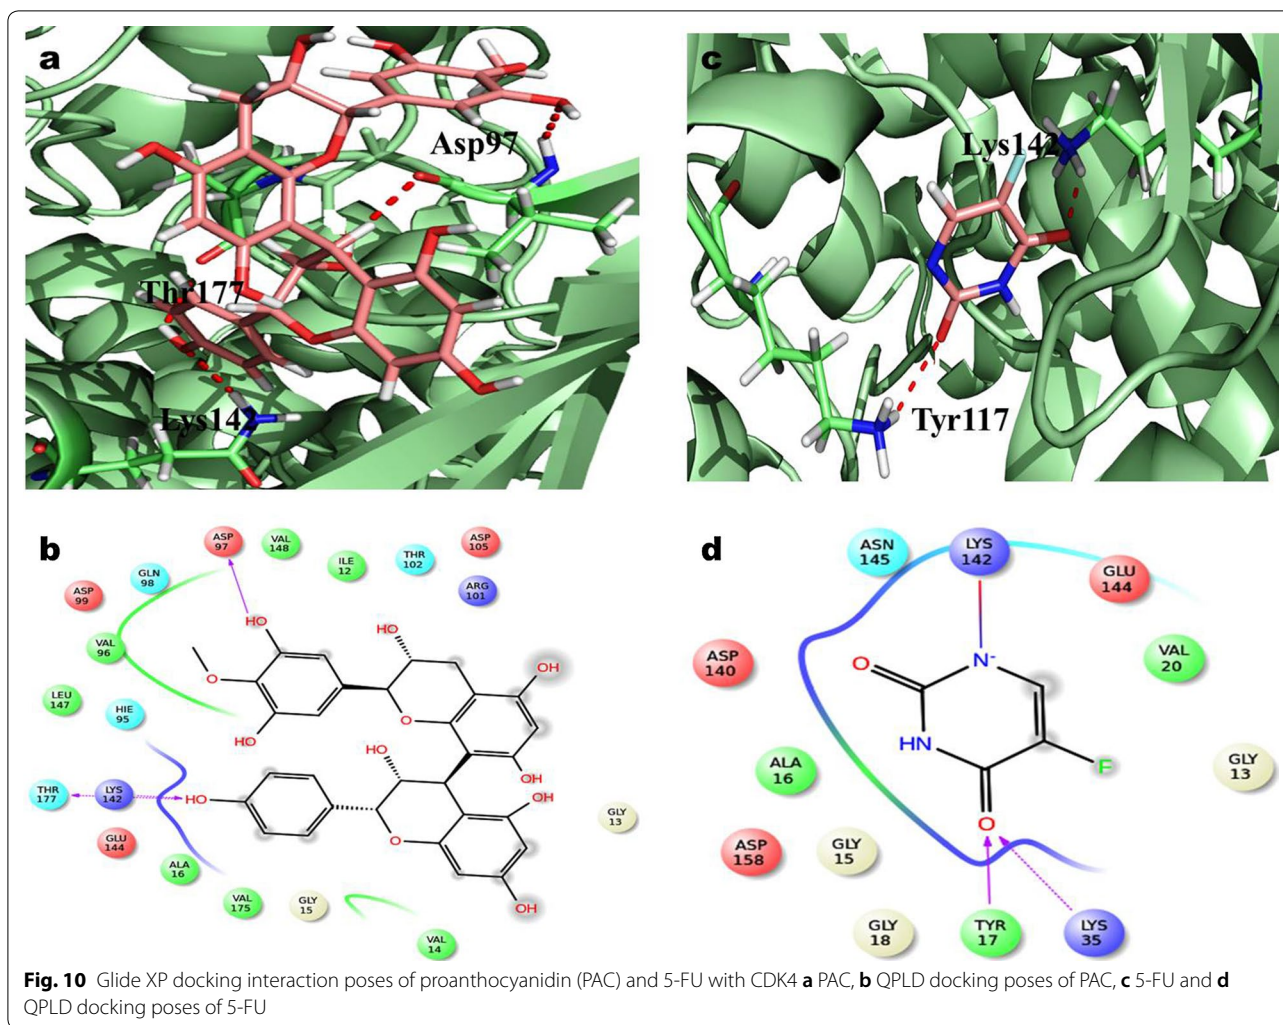 a
Asp97
Thr177
Lys142
c
Lys142
Tyr117
b
ASP
97
VAL
148
ILE
12
THR
102
ASP
105
GLN
98
ASP
99
ARG
101
VAL
96
LEU
147
HIE
95
THR
177
LYS
142
GLU
144
ALA
16
VAL
175
GLY
15
VAL
14
GLY
13
HO
HO
O
HO
O
OH
HO
OH
OH
HO
O
OH
d
ASN
145
LYS
142
GLU
144
ASP
140
VAL
20
ALA
16
GLY
13
ASP
158
GLY
15
GLY
18
TYR
17
LYS
35
O
N-
HN
F
O
Fig. 10 Glide XP docking interaction poses of proanthocyanidin (PAC) and 5-FU with CDK4 a PAC, b QPLD docking poses of PAC, c 5-FU and d
QPLD docking poses of 5-FU